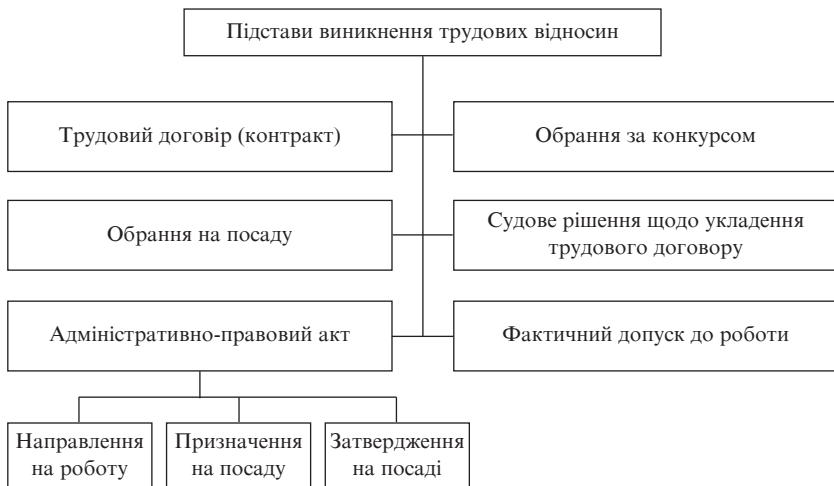 Підстави виникнення трудових відносин
Трудовий договір (контракт)
Обрання за конкурсом
Обрання на посаду
Судове рішення щодо укладення
трудового договору
Адміністративно-правовий акт
Фактичний допуск до роботи
Направлення
на роботу
Призначення
на посаду
Затвердження
на посаді